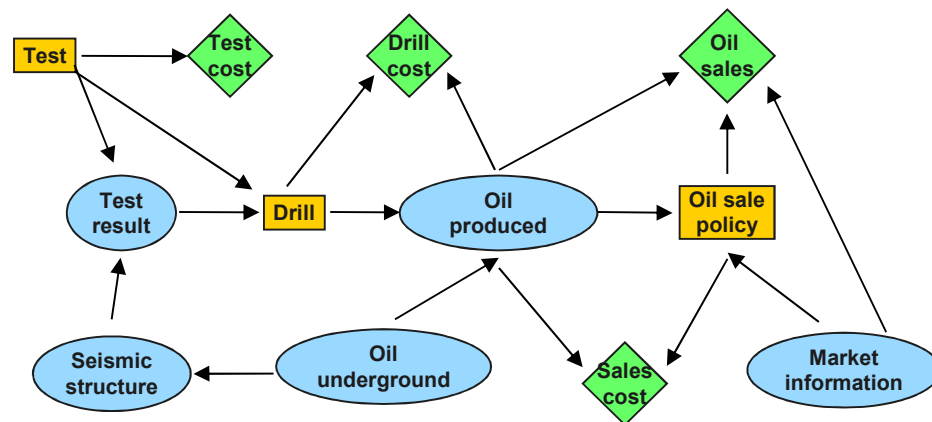 Test
Test
cost
Drill
cost
Oil
sales
Test
result
Drill
Oil
produced
Oil sale
policy
Seismic
structure
Oil
underground
Sales
cost
Market
information